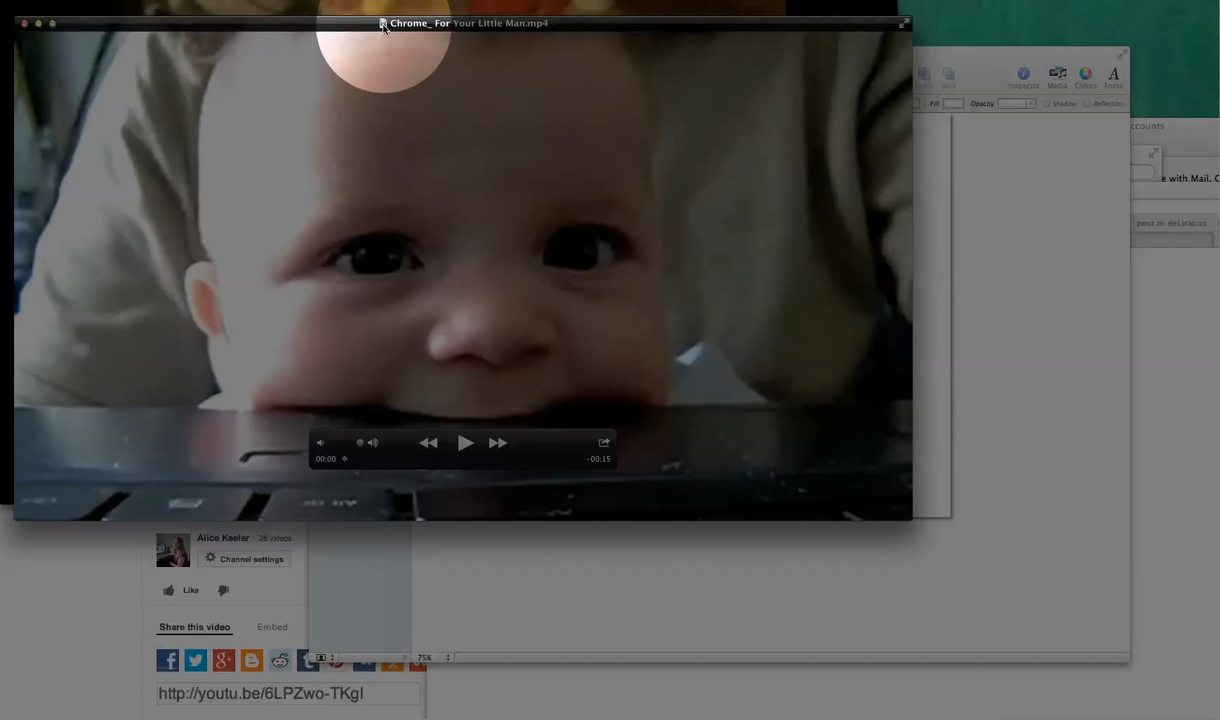 Chrome_ For Your Little Man.mp4
Inspector Media Colors Fonts
Fill: Opacity: Shadow Reflection
ccounts
e with Mail. C
post to del.icio.us
00:00 -00:15
Alice Keeler · 28 videos
Channel settings
Like
Share this video Embed
75%
http://youtu.be/6LPZwo-TKgI